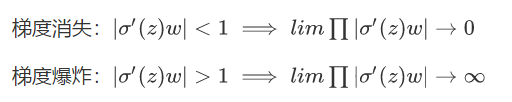 梯度消失：|σ′(z)w| < 1 ⟹ lim ∏ |σ′(z)w| → 0
梯度爆炸：|σ′(z)w| > 1 ⟹ lim ∏ |σ′(z)w| → ∞